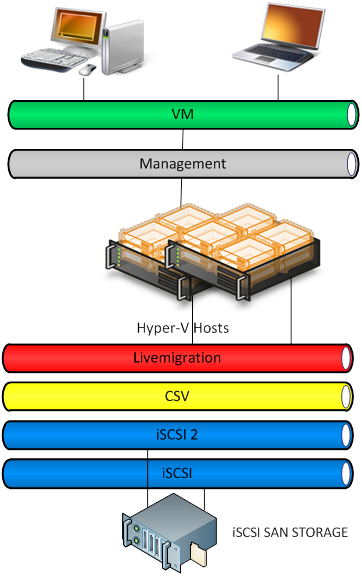 VM
Management
Hyper-V Hosts
Livemigration
CSV
iSCSI 2
iSCSI
iSCSI SAN STORAGE